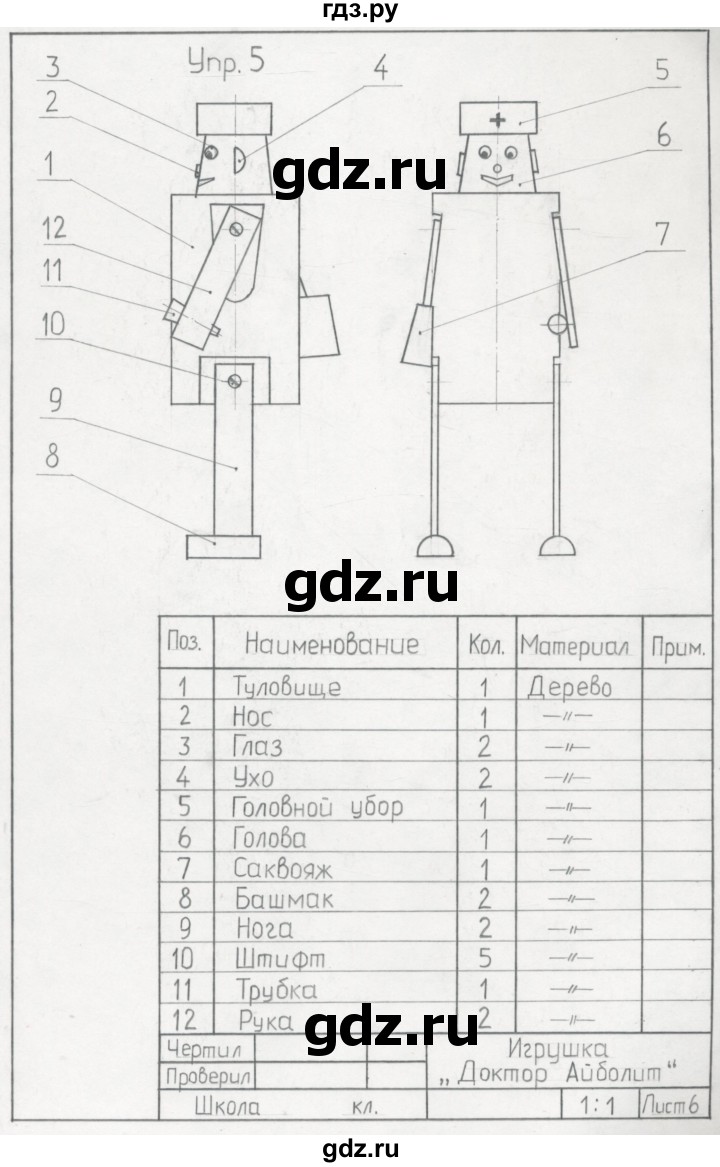 гдз.ру
Упр. 5
3
4
5
2
6
1
12
7
11
10
9
8
gdz.ru
gdz.ru
Поз. Наименование Кол. Материал Прим.
1 Туловище 1 Дерево
2 Нос 1 —〃—
3 Глаз 2 —〃—
4 Ухо 2 —〃—
5 Головной убор 1 —〃—
6 Голова 1 —〃—
7 Саквояж 1 —〃—
8 Башмак 2 —〃—
9 Нога 2 —〃—
10 Штифт 5 —〃—
11 Трубка 1 —〃—
12 Рука 2 —〃—
gdz.ru
Чертил
Игрушка
Проверил
„Доктор Айболит“
Школа кл. 1:1 Лист 6
gdz.ru